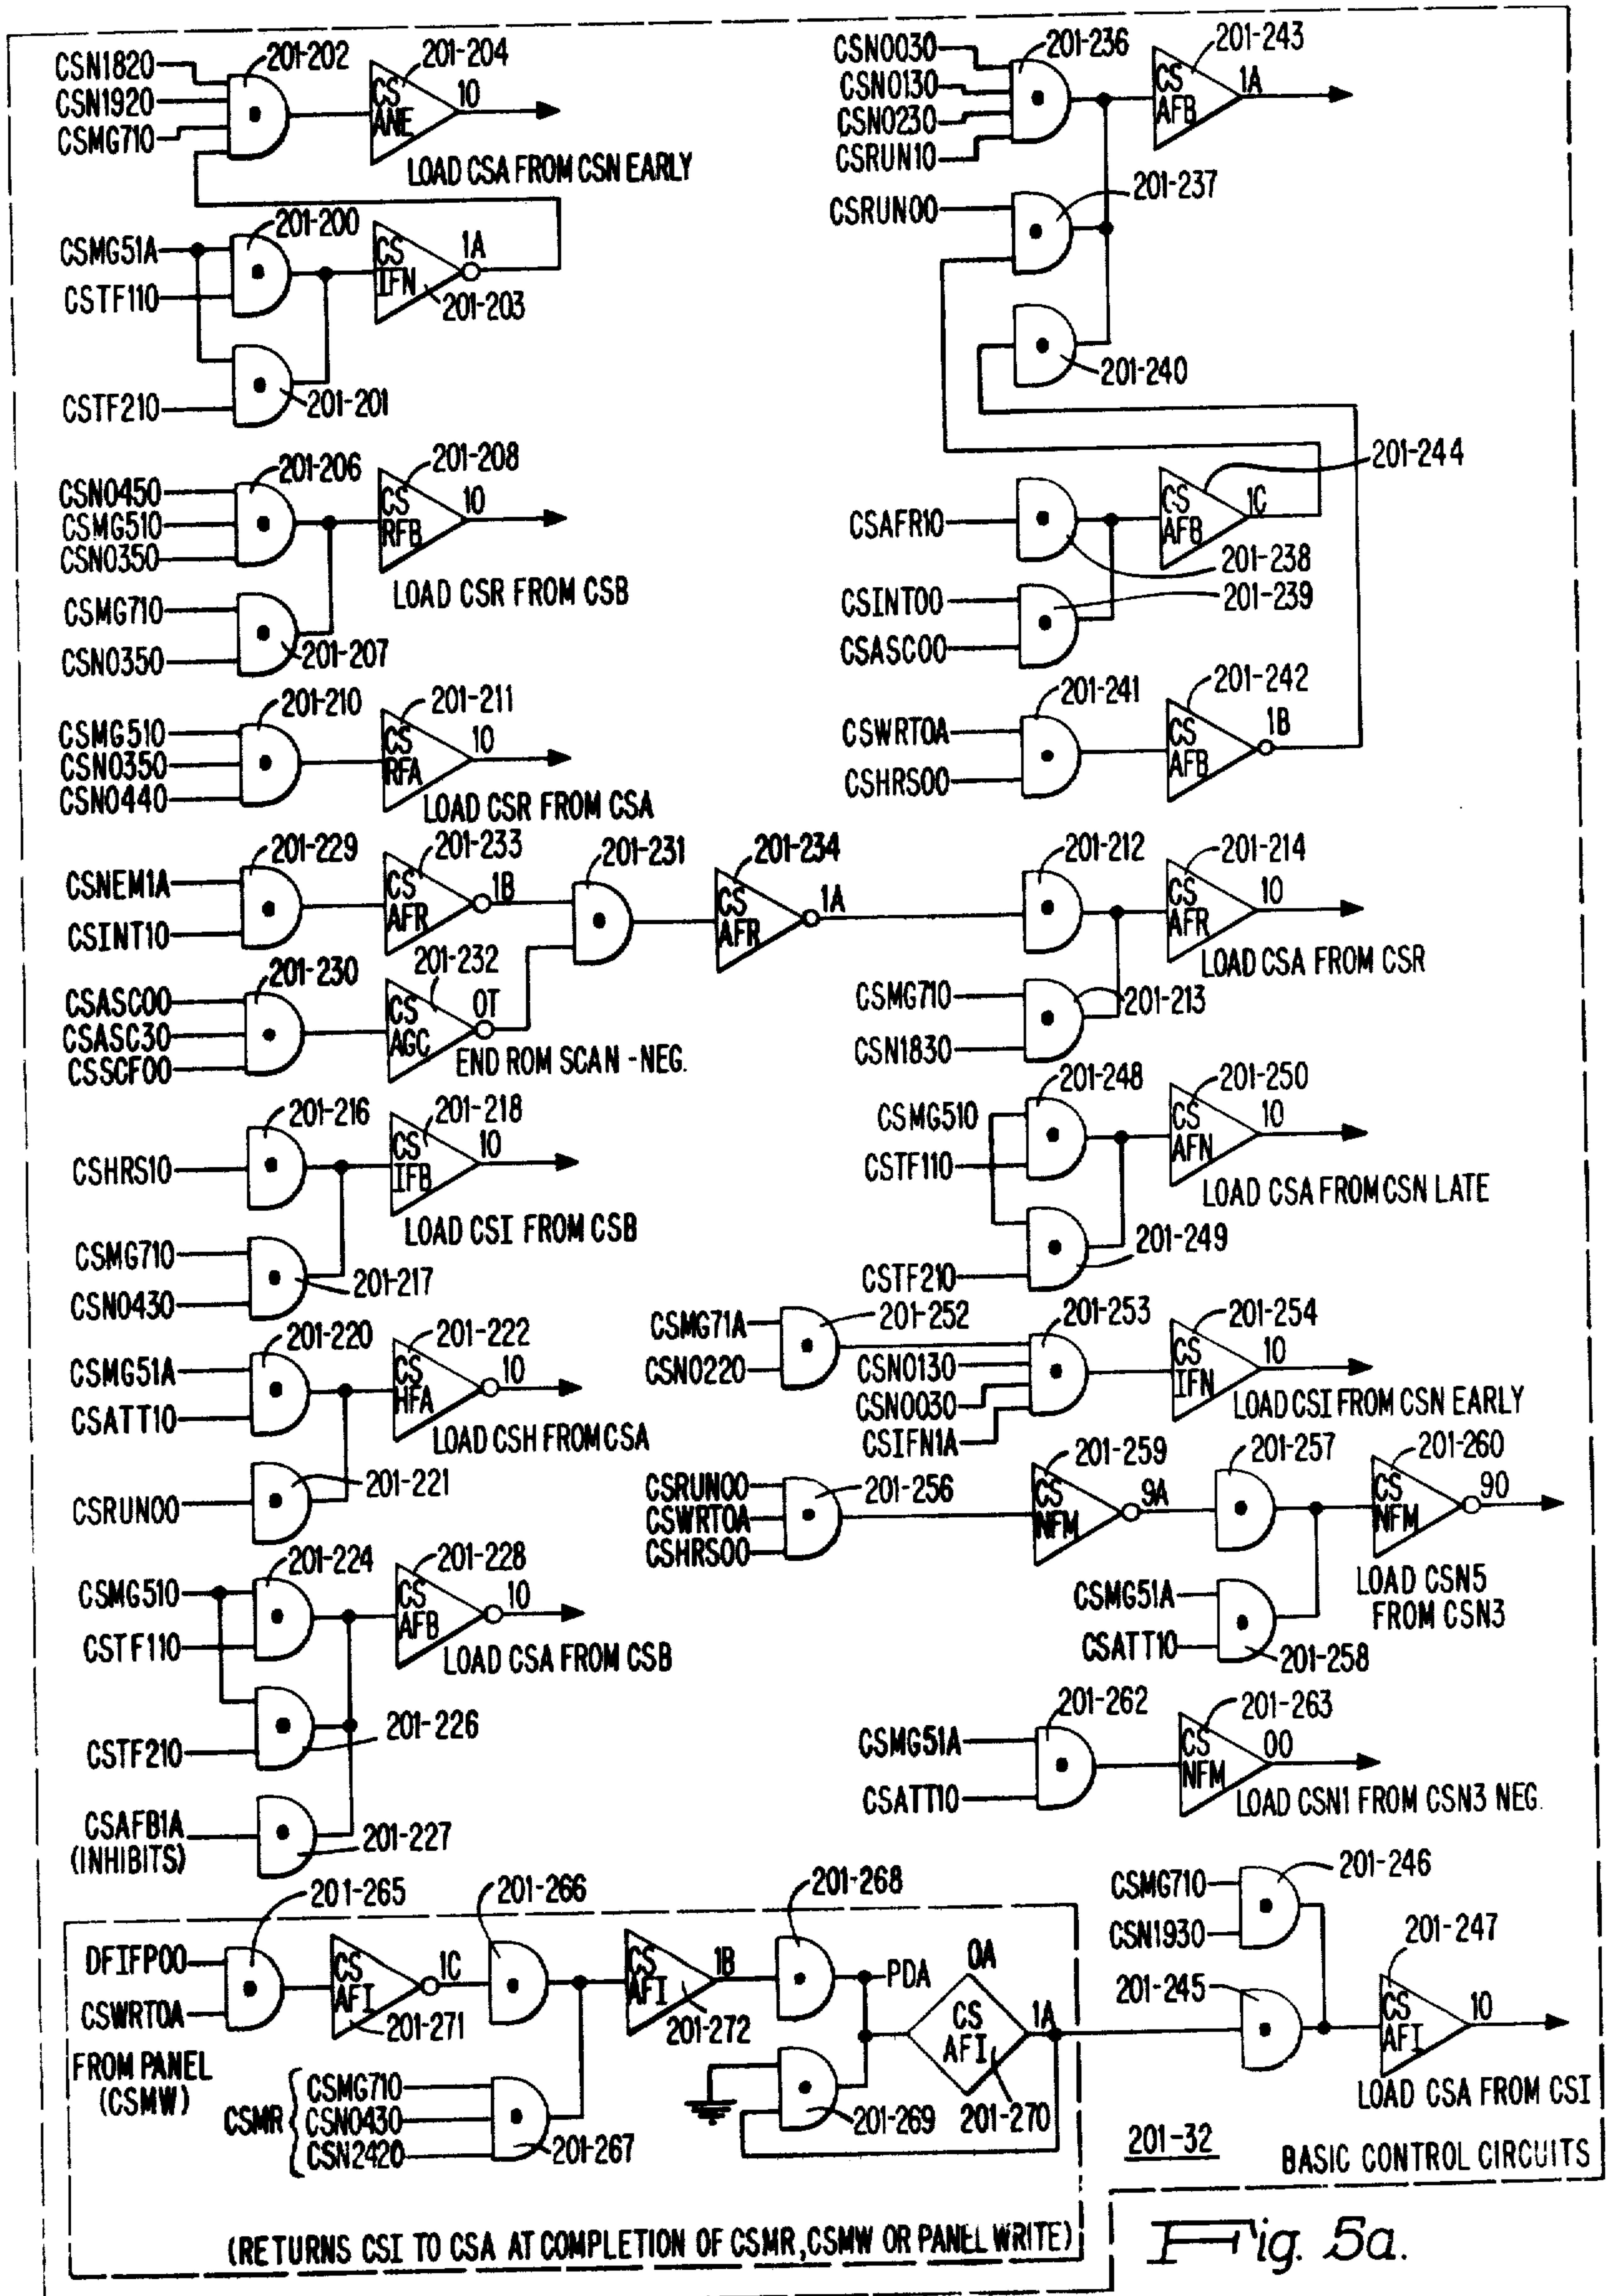 CSN1820
CSN1920
CSMG710
201-202
201-204
CS
ANE
10
LOAD CSA FROM CSN EARLY
CSMG51A
CSTF110
CSTF210
201-200
201-201
CS
IFN
1A
201-203
CSN0450
CSMG510
CSN0350
201-206
201-208
CS
RFB
10
LOAD CSR FROM CSB
CSMG710
CSN0350
201-207
CSMG510
CSN0350
CSN0440
201-210
201-211
CS
RFA
10
LOAD CSR FROM CSA
CSNEM1A
CSINT10
201-229
201-233
CS
AFR
1B
201-231
201-234
CS
AFR
1A
CSASC00
CSASC30
CSSCF00
201-230
201-232
CS
AGC
0T
END ROM SCAN -NEG.
CSHRS10
201-216
201-218
CS
IFB
10
LOAD CSI FROM CSB
CSMG710
CSN0430
201-217
CSMG51A
CSATT10
201-220
201-222
CS
HFA
10
LOAD CSH FROM CSA
CSRUN00
201-221
CSMG510
CSTF110
201-224
201-228
CS
AFB
10
LOAD CSA FROM CSB
CSTF210
201-226
CSAFB1A
(INHIBITS)
201-227
CSN0030
CSN0130
CSN0230
CSRUN10
201-236
201-243
CS
AFB
1A
CSRUN00
201-237
201-240
201-244
CSAFR10
CS
AFB
1C
201-238
CSINT00
CSASC00
201-239
CSWRT0A
CSHRS00
201-241
201-242
CS
AFB
1B
201-212
201-214
CS
AFR
10
LOAD CSA FROM CSR
CSMG710
CSN1830
201-213
CSMG510
CSTF110
201-248
201-250
CS
AFN
10
LOAD CSA FROM CSN LATE
CSTF210
201-249
CSMG71A
CSN0220
201-252
201-253
201-254
CSN0130
CSN0030
CSIFN1A
CS
IFN
10
LOAD CSI FROM CSN EARLY
CSRUN00
CSWRT0A
CSHRS00
201-256
201-259
CS
NFM
9A
201-257
201-260
CS
NFM
90
LOAD CSN5
FROM CSN3
CSMG51A
CSATT10
201-258
CSMG51A
CSATT10
201-262
201-263
CS
NFM
00
LOAD CSN1 FROM CSN3 NEG.
DFIFP00
CSWRT0A
FROM PANEL
(CSMW)
201-265
CS
AFI
1C
201-271
201-266
CSMR
CSMG710
CSN0430
CSN2420
201-267
CS
AFI
1B
201-272
201-268
PDA
0A
CS
AFI
1A
201-269
201-270
CSMG710
CSN1930
201-246
201-245
201-247
CS
AFI
10
LOAD CSA FROM CSI
201-32
BASIC CONTROL CIRCUITS
(RETURNS CSI TO CSA AT COMPLETION OF CSMR, CSMW OR PANEL WRITE)
Fig. 5a.